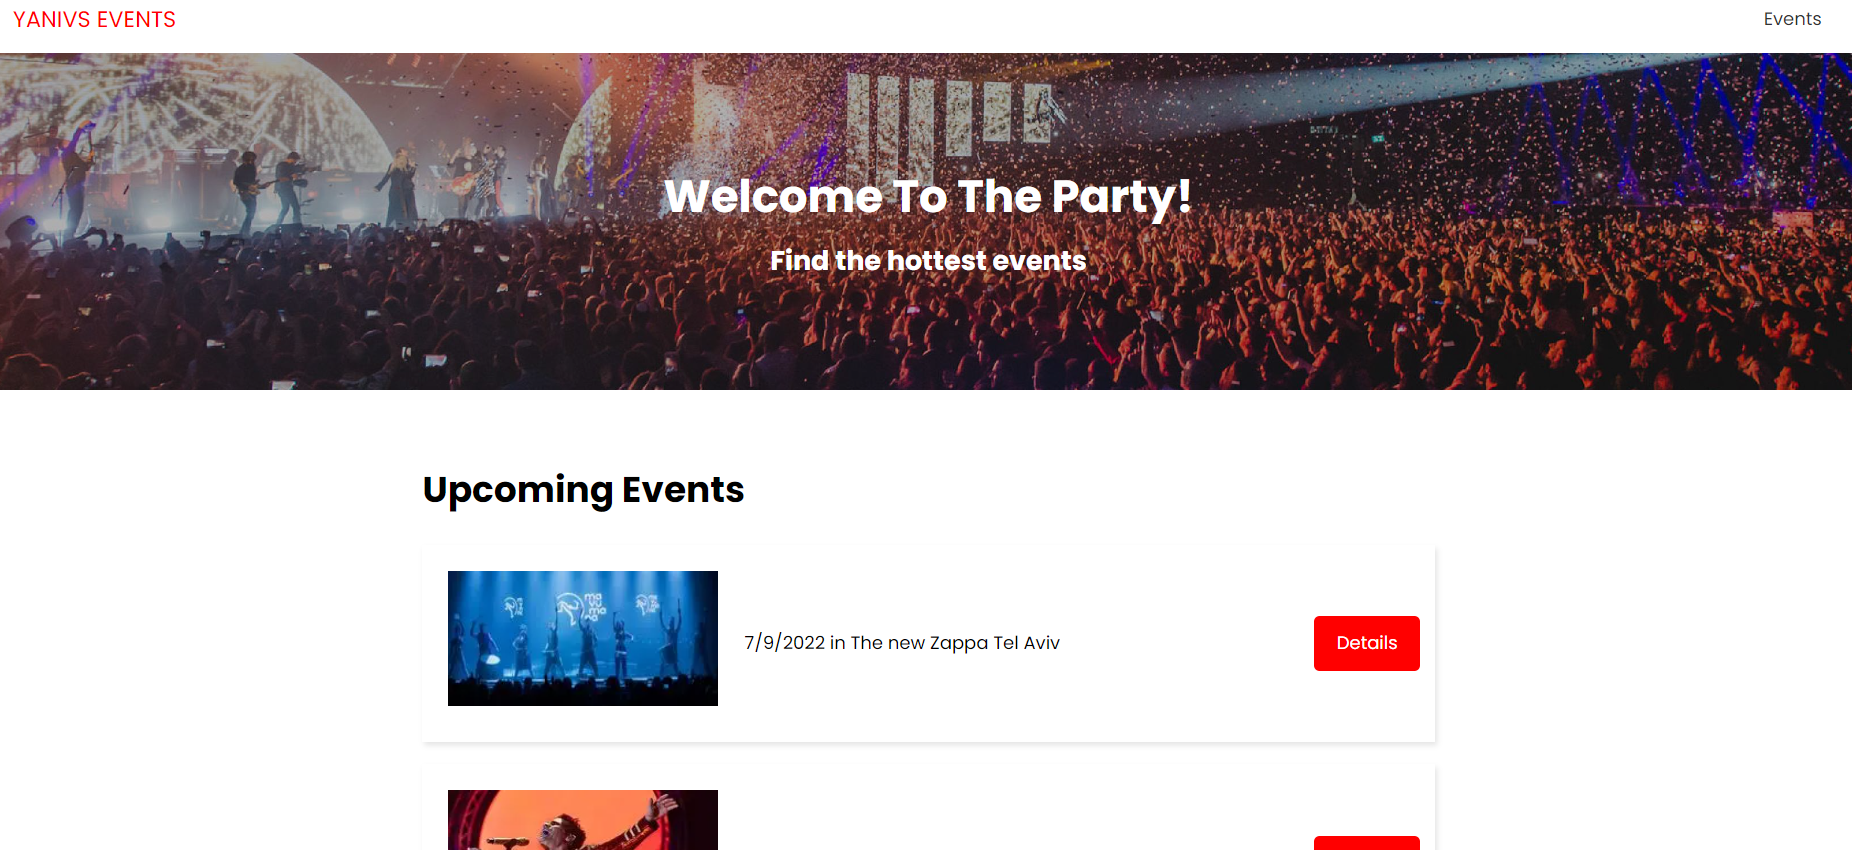 YANIVS EVENTS
Events
Welcome To The Party!
Find the hottest events
Upcoming Events
mayumana
7/9/2022 in The new Zappa Tel Aviv
Details